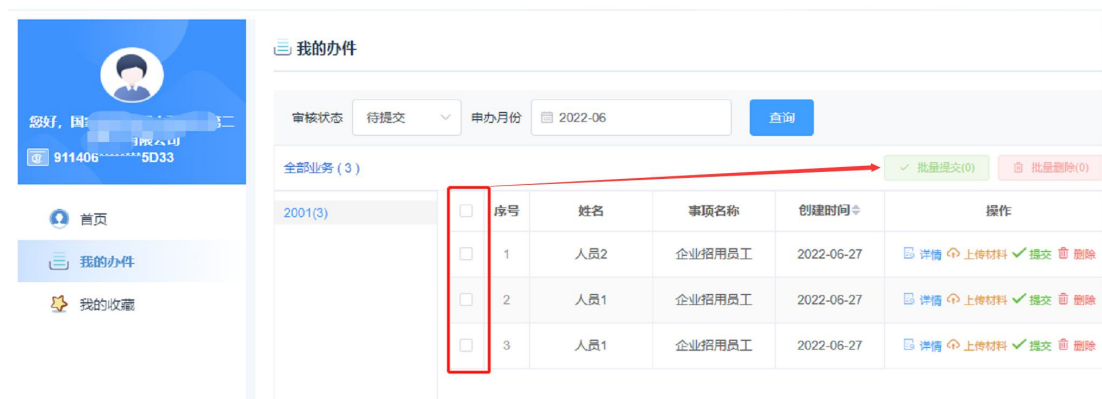 我的办件
您好，国
第二
有限公司
911406********5D33
首页
我的办件
我的收藏
审核状态 待提交 申办月份 2022-06 查询
全部业务 ( 3 ) 批量提交(0) 批量删除(0)
2001(3)
序号 姓名 事项名称 创建时间 操作
1 人员2 企业招用员工 2022-06-27 详情 上传材料 提交 删除
2 人员1 企业招用员工 2022-06-27 详情 上传材料 提交 删除
3 人员1 企业招用员工 2022-06-27 详情 上传材料 提交 删除